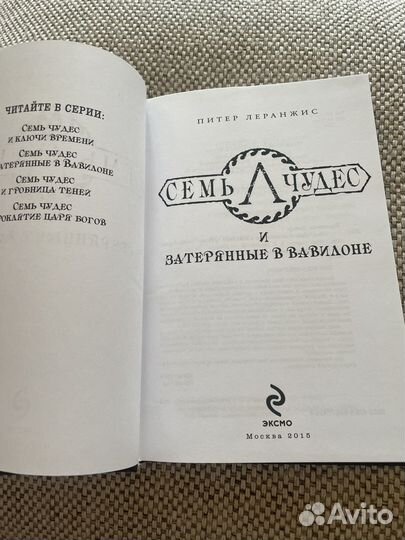 ЧИТАЙТЕ В СЕРИИ:
СЕМЬ ЧУДЕС
И КЛЮЧИ ВРЕМЕНИ
СЕМЬ ЧУДЕС
ЗАТЕРЯННЫЕ В ВАВИЛОНЕ
СЕМЬ ЧУДЕС
И ГРОБНИЦА ТЕНЕЙ
СЕМЬ ЧУДЕС
ПРОКЛЯТИЕ ЦАРЯ БОГОВ
ПИТЕР ЛЕРАНЖИС
СЕМЬ Λ ЧУДЕС
И
ЗАТЕРЯННЫЕ В ВАВИЛОНЕ
ЭКСМО
Москва 2015
Avito